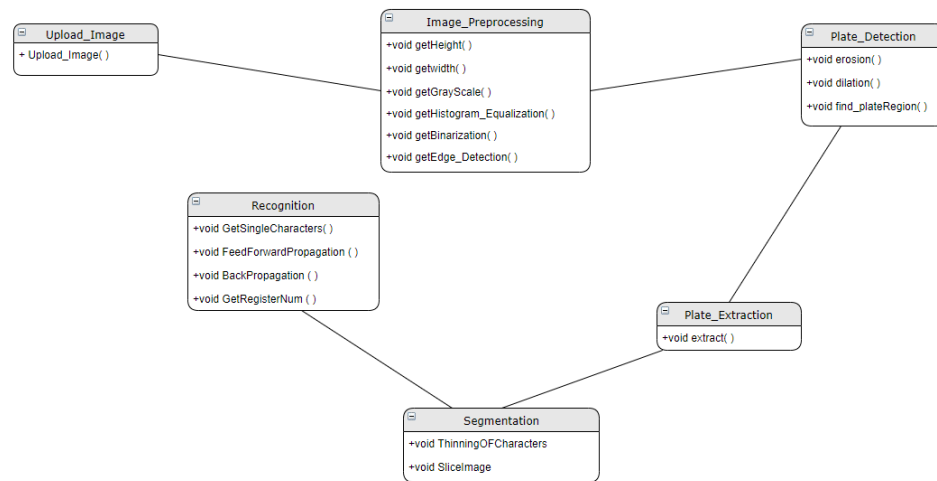 Upload_Image
+ Upload_Image( )
Image_Preprocessing
+void getHeight( )
+void getwidth( )
+void getGrayScale( )
+void getHistogram_Equalization( )
+void getBinarization( )
+void getEdge_Detection( )
Plate_Detection
+void erosion( )
+void dilation( )
+void find_plateRegion( )
Recognition
+void GetSingleCharacters( )
+void FeedForwardPropagation ( )
+void BackPropagation ( )
+void GetRegisterNum ( )
Plate_Extraction
+void extract( )
Segmentation
+void ThinningOFCharacters
+void SliceImage